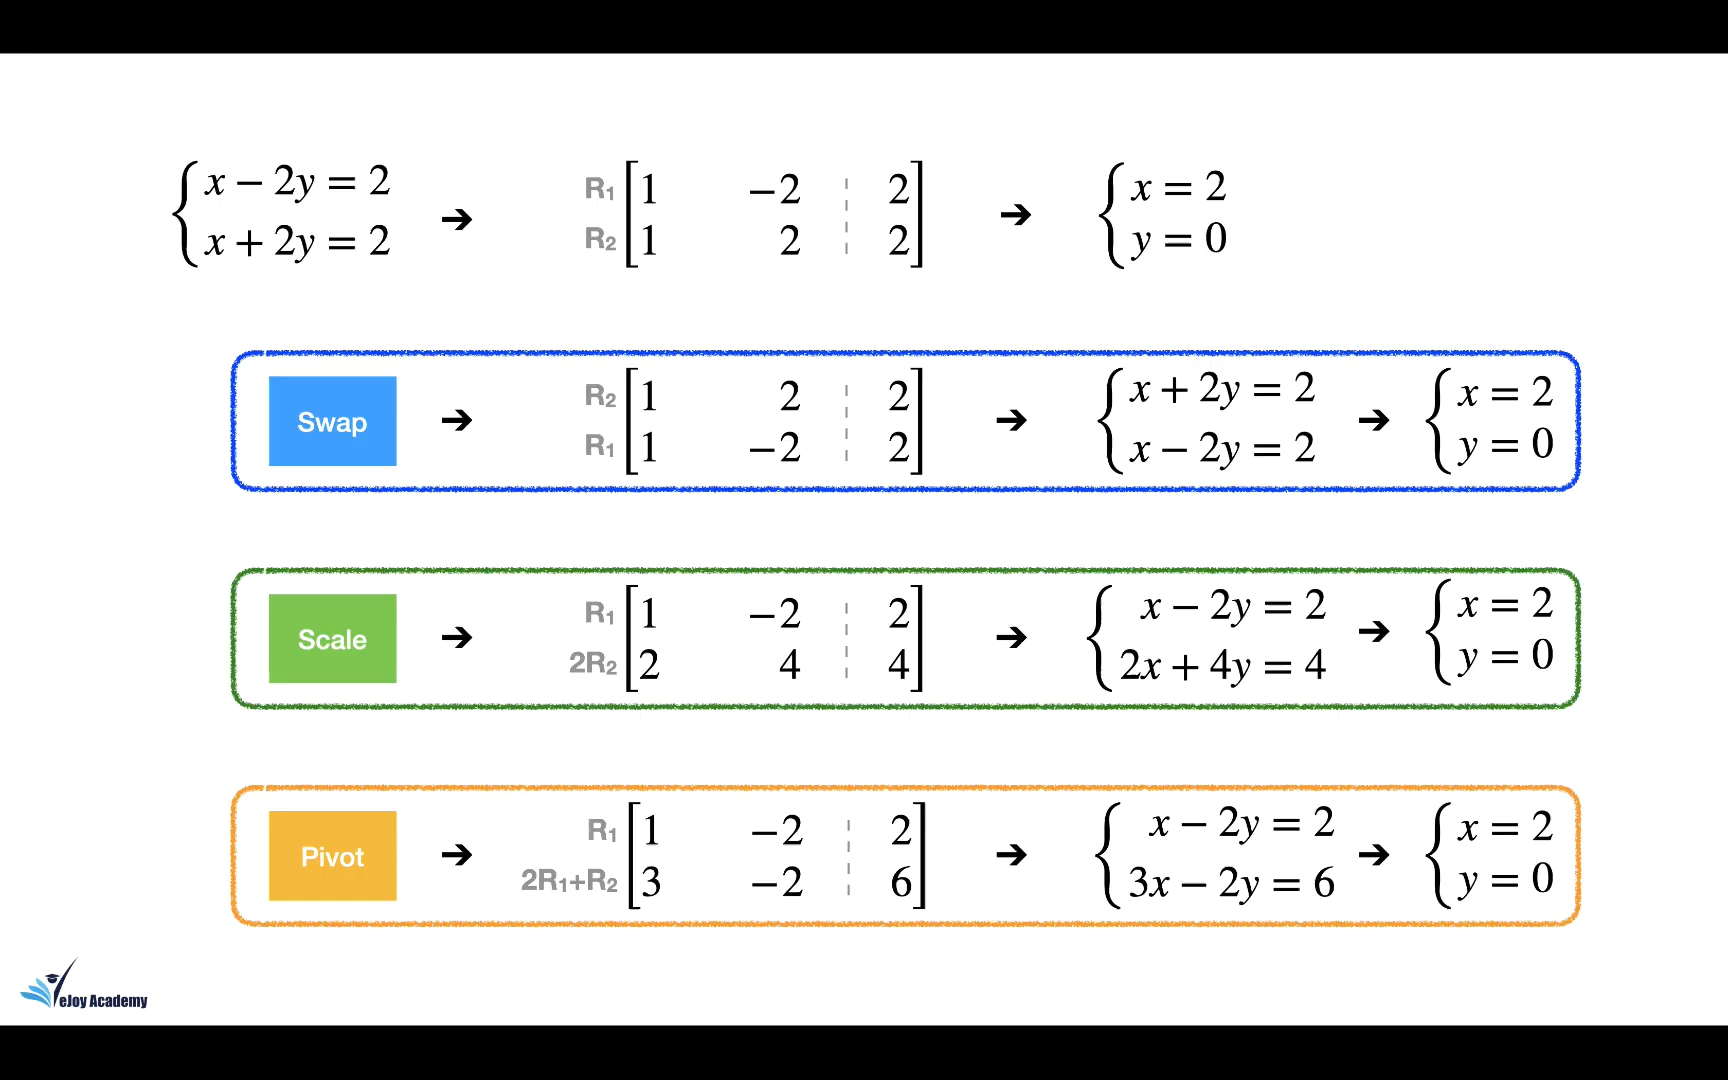 x − 2y = 2
x + 2y = 2
➔
R₁ [1 −2 2]
R₂ [1 2 2]
➔
x = 2
y = 0
Swap
➔
R₂ [1 2 2]
R₁ [1 −2 2]
➔
x + 2y = 2
x − 2y = 2
➔
x = 2
y = 0
Scale
➔
R₁ [1 −2 2]
2R₂ [2 4 4]
➔
x − 2y = 2
2x + 4y = 4
➔
x = 2
y = 0
Pivot
➔
R₁ [1 −2 2]
2R₁+R₂ [3 −2 6]
➔
x − 2y = 2
3x − 2y = 6
➔
x = 2
y = 0
eJoy Academy